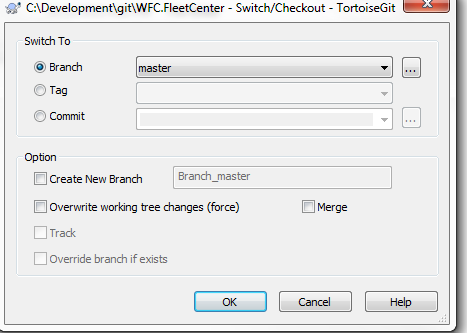 C:\Development\git\WFC.FleetCenter - Switch/Checkout - TortoiseGit
Switch To
Branch master ...
Tag
Commit ...
Option
Create New Branch Branch_master
Overwrite working tree changes (force) Merge
Track
Override branch if exists
OK Cancel Help